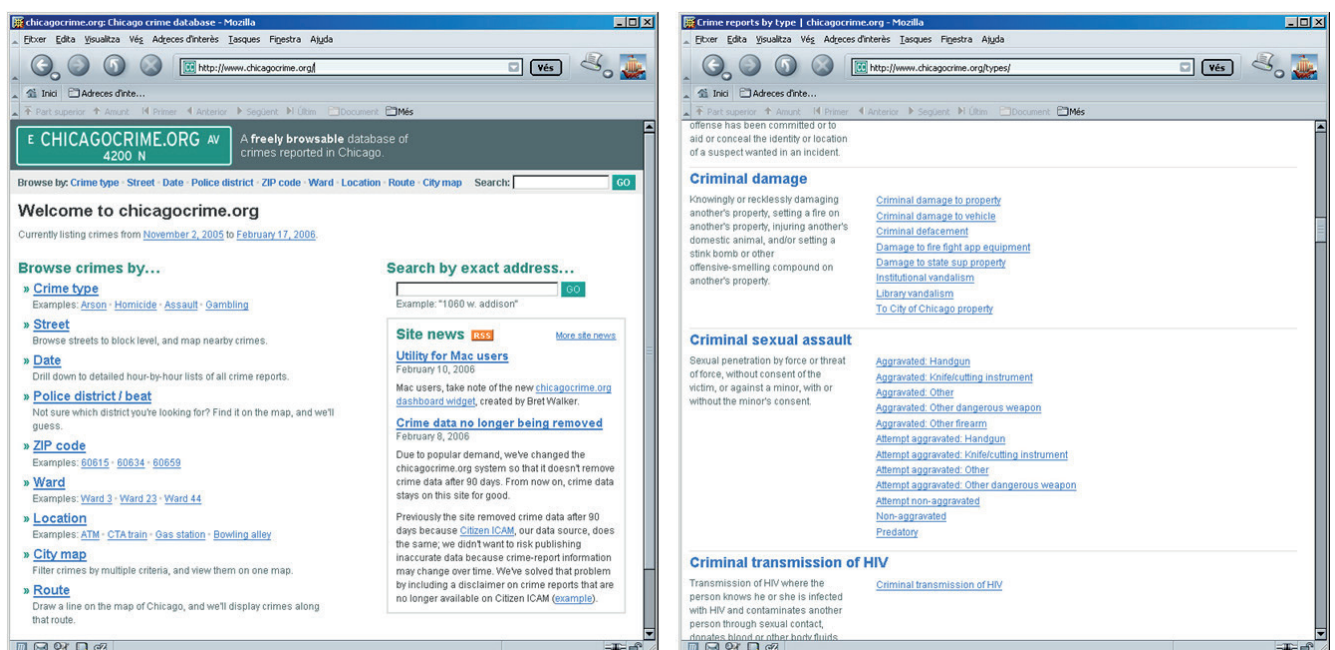 chicagocrime.org: Chicago crime database - Mozilla
Fitxer Edita Visualitza Vés Adreces d'interès Tasques Finestra Ajuda
http://www.chicagocrime.org/
Vés
Inici Adreces d'inte...
Part superior Amunt Primer Anterior Següent Últim Document Més
E CHICAGOCRIME.ORG AV
4200 N
A freely browsable database of
crimes reported in Chicago.
Browse by: Crime type · Street · Date · Police district · ZIP code · Ward · Location · Route · City map Search: GO
Welcome to chicagocrime.org
Currently listing crimes from November 2, 2005 to February 17, 2006.
Browse crimes by...
» Crime type
Examples: Arson · Homicide · Assault · Gambling
» Street
Browse streets to block level, and map nearby crimes.
» Date
Drill down to detailed hour-by-hour lists of all crime reports.
» Police district / beat
Not sure which district you're looking for? Find it on the map, and we'll
guess.
» ZIP code
Examples: 60615 · 60634 · 60659
» Ward
Examples: Ward 3 · Ward 23 · Ward 44
» Location
Examples: ATM · CTA train · Gas station · Bowling alley
» City map
Filter crimes by multiple criteria, and view them on one map.
» Route
Draw a line on the map of Chicago, and we'll display crimes along
that route.
Search by exact address...
GO
Example: "1060 w. addison"
Site news RSS More site news
Utility for Mac users
February 10, 2006
Mac users, take note of the new chicagocrime.org
dashboard widget, created by Bret Walker.
Crime data no longer being removed
February 8, 2006
Due to popular demand, we've changed the
chicagocrime.org system so that it doesn't remove
crime data after 90 days. From now on, crime data
stays on this site for good.
Previously the site removed crime data after 90
days because Citizen ICAM, our data source, does
the same; we didn't want to risk publishing
inaccurate data because crime-report information
may change over time. We've solved that problem
by including a disclaimer on crime reports that are
no longer available on Citizen ICAM (example).
Crime reports by type | chicagocrime.org - Mozilla
Fitxer Edita Visualitza Vés Adreces d'interès Tasques Finestra Ajuda
http://www.chicagocrime.org/types/
Vés
Inici Adreces d'inte...
Part superior Amunt Primer Anterior Següent Últim Document Més
offense has been committed or to
aid or conceal the identity or location
of a suspect wanted in an incident.
Criminal damage
Knowingly or recklessly damaging
another's property, setting a fire on
another's property, injuring another's
domestic animal, and/or setting a
stink bomb or other
offensive-smelling compound on
another's property.
Criminal damage to property
Criminal damage to vehicle
Criminal defacement
Damage to fire fight app equipment
Damage to state sup property
Institutional vandalism
Library vandalism
To City of Chicago property
Criminal sexual assault
Sexual penetration by force or threat
of force, without consent of the
victim, or against a minor, with or
without the minor's consent.
Aggravated: Handgun
Aggravated: Knife/cutting instrument
Aggravated: Other
Aggravated: Other dangerous weapon
Aggravated: Other firearm
Attempt aggravated: Handgun
Attempt aggravated: Knife/cutting instrument
Attempt aggravated: Other
Attempt aggravated: Other dangerous weapon
Attempt non-aggravated
Non-aggravated
Predatory
Criminal transmission of HIV
Transmission of HIV where the
person knows he or she is infected
with HIV and contaminates another
person through sexual contact,
donates blood or other body fluids
Criminal transmission of HIV